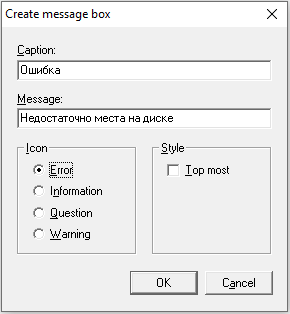 Create message box
Caption:
Ошибка
Message:
Недостаточно места на диске
Icon
Style
Error
Top most
Information
Question
Warning
OK
Cancel